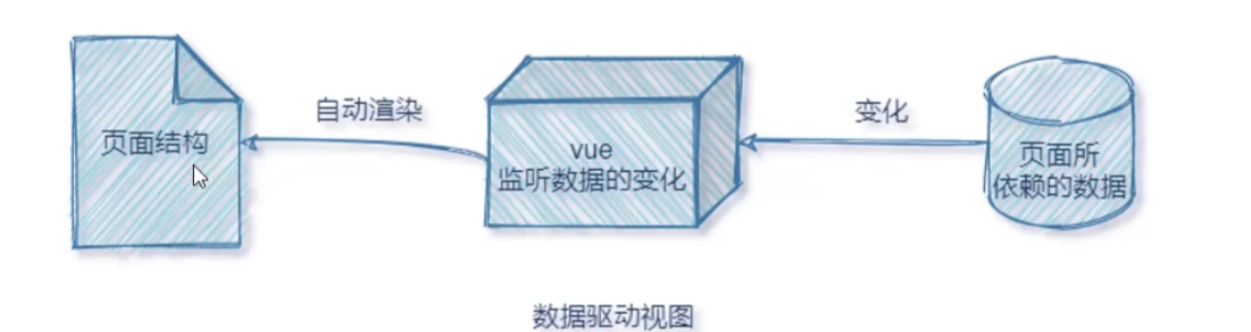 页面结构
自动渲染
vue
监听数据的变化
变化
页面所
依赖的数据
数据驱动视图